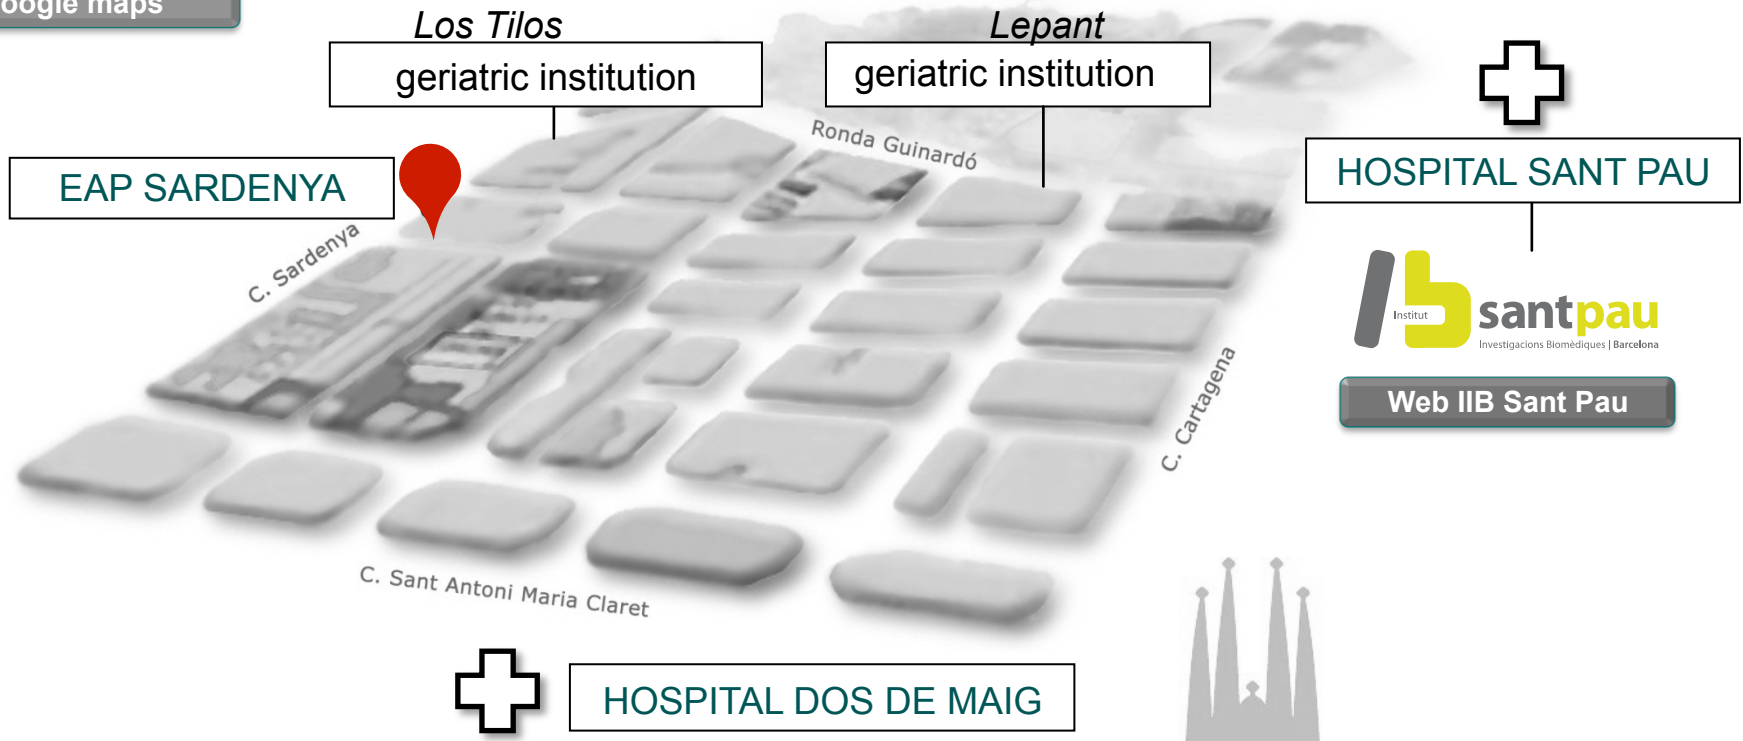 oogle maps
Los Tilos
geriatric institution
Lepant
geriatric institution
Ronda Guinardó
EAP SARDENYA
HOSPITAL SANT PAU
C. Sardenya
Institut
santpau
Investigacions Biomèdiques | Barcelona
Web IIB Sant Pau
C. Cartagena
C. Sant Antoni Maria Claret
HOSPITAL DOS DE MAIG